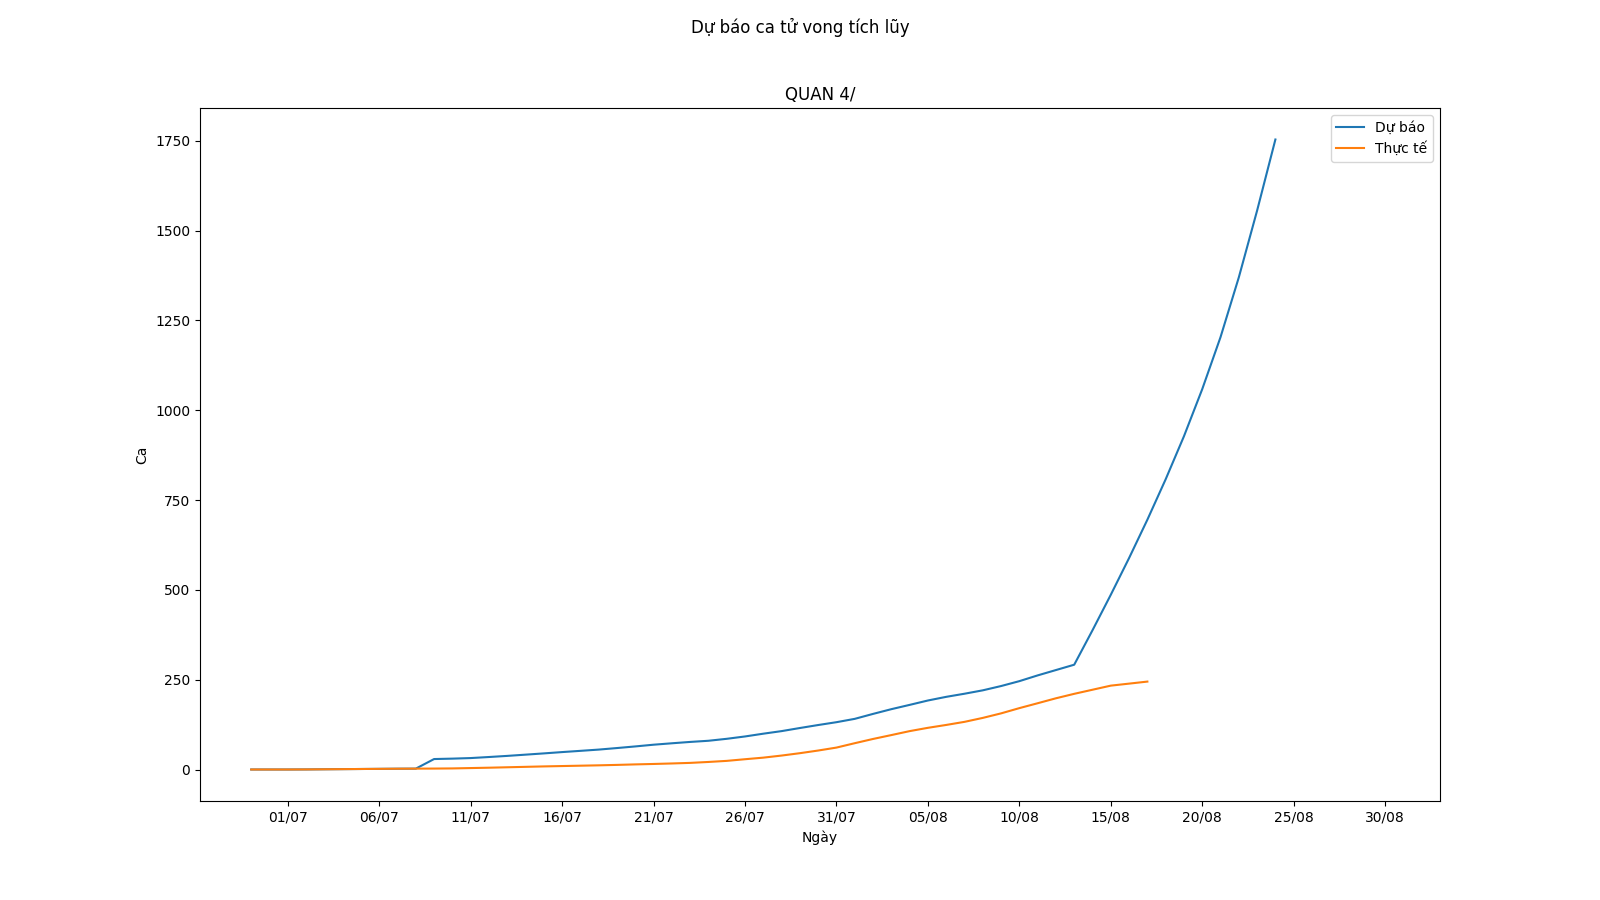 Dự báo ca tử vong tích lũy
QUAN 4/
Dự báo
Thực tế
1750
1500
1250
1000
750
500
250
0
Ca
01/07 06/07 11/07 16/07 21/07 26/07 31/07 05/08 10/08 15/08 20/08 25/08 30/08
Ngày